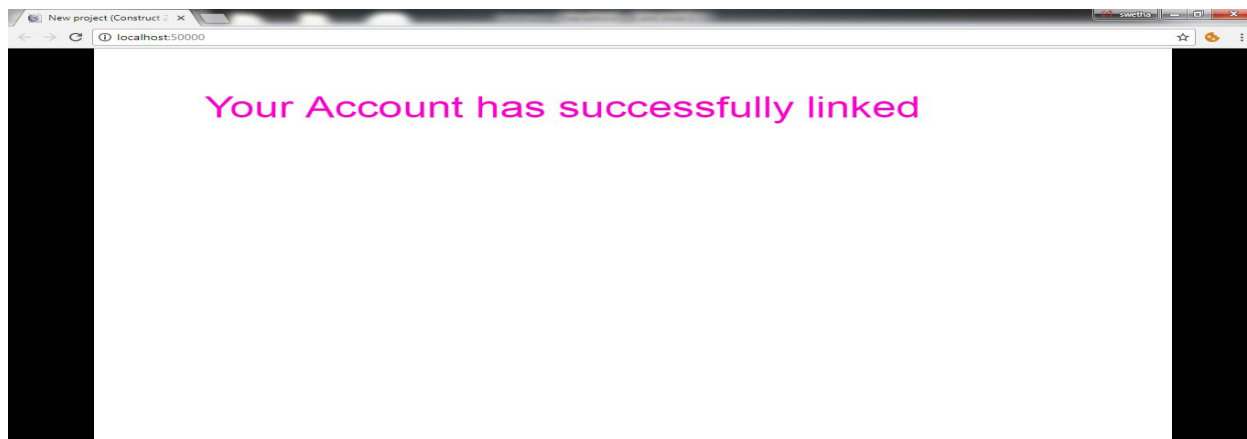 New project (Construct 2
swetha
localhost:50000
Your Account has successfully linked